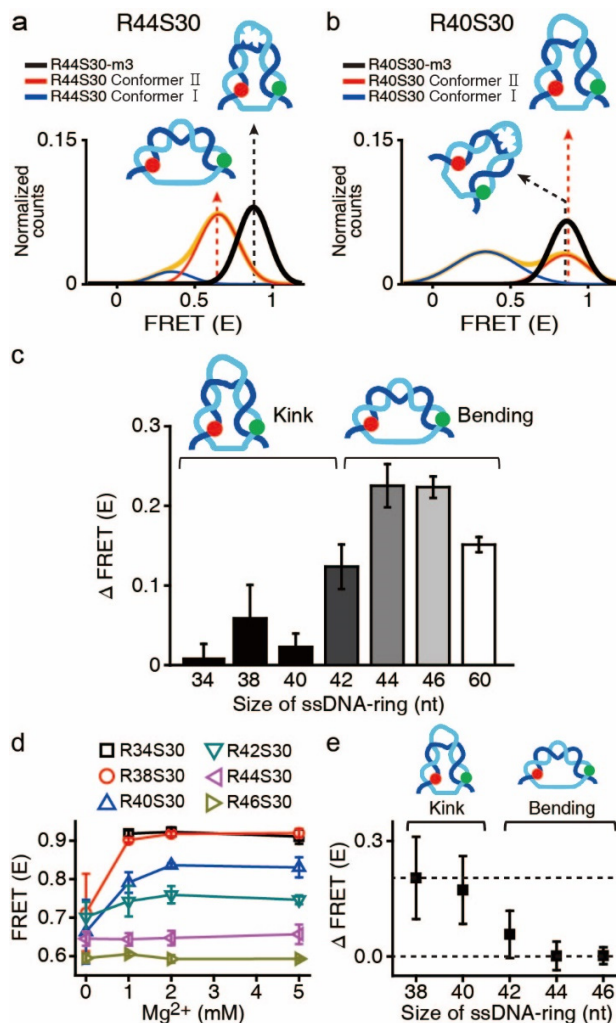 a
R44S30
R44S30-m3
R44S30 Conformer II
R44S30 Conformer I
0.15
Normalized
counts
0
0
0.5
1
FRET (E)
b
R40S30
R40S30-m3
R40S30 Conformer II
R40S30 Conformer I
0.15
Normalized
counts
0
0
0.5
1
FRET (E)
c
Kink
Bending
0.3
0.2
0.1
0
Δ FRET (E)
34 38 40 42 44 46 60
Size of ssDNA-ring (nt)
d
R34S30 R42S30
R38S30 R44S30
R40S30 R46S30
0.9
0.8
0.7
0.6
FRET (E)
0 1 2 3 4 5
Mg2+ (mM)
e
Kink
Bending
0.3
0.0
Δ FRET (E)
38 40 42 44 46
Size of ssDNA-ring (nt)